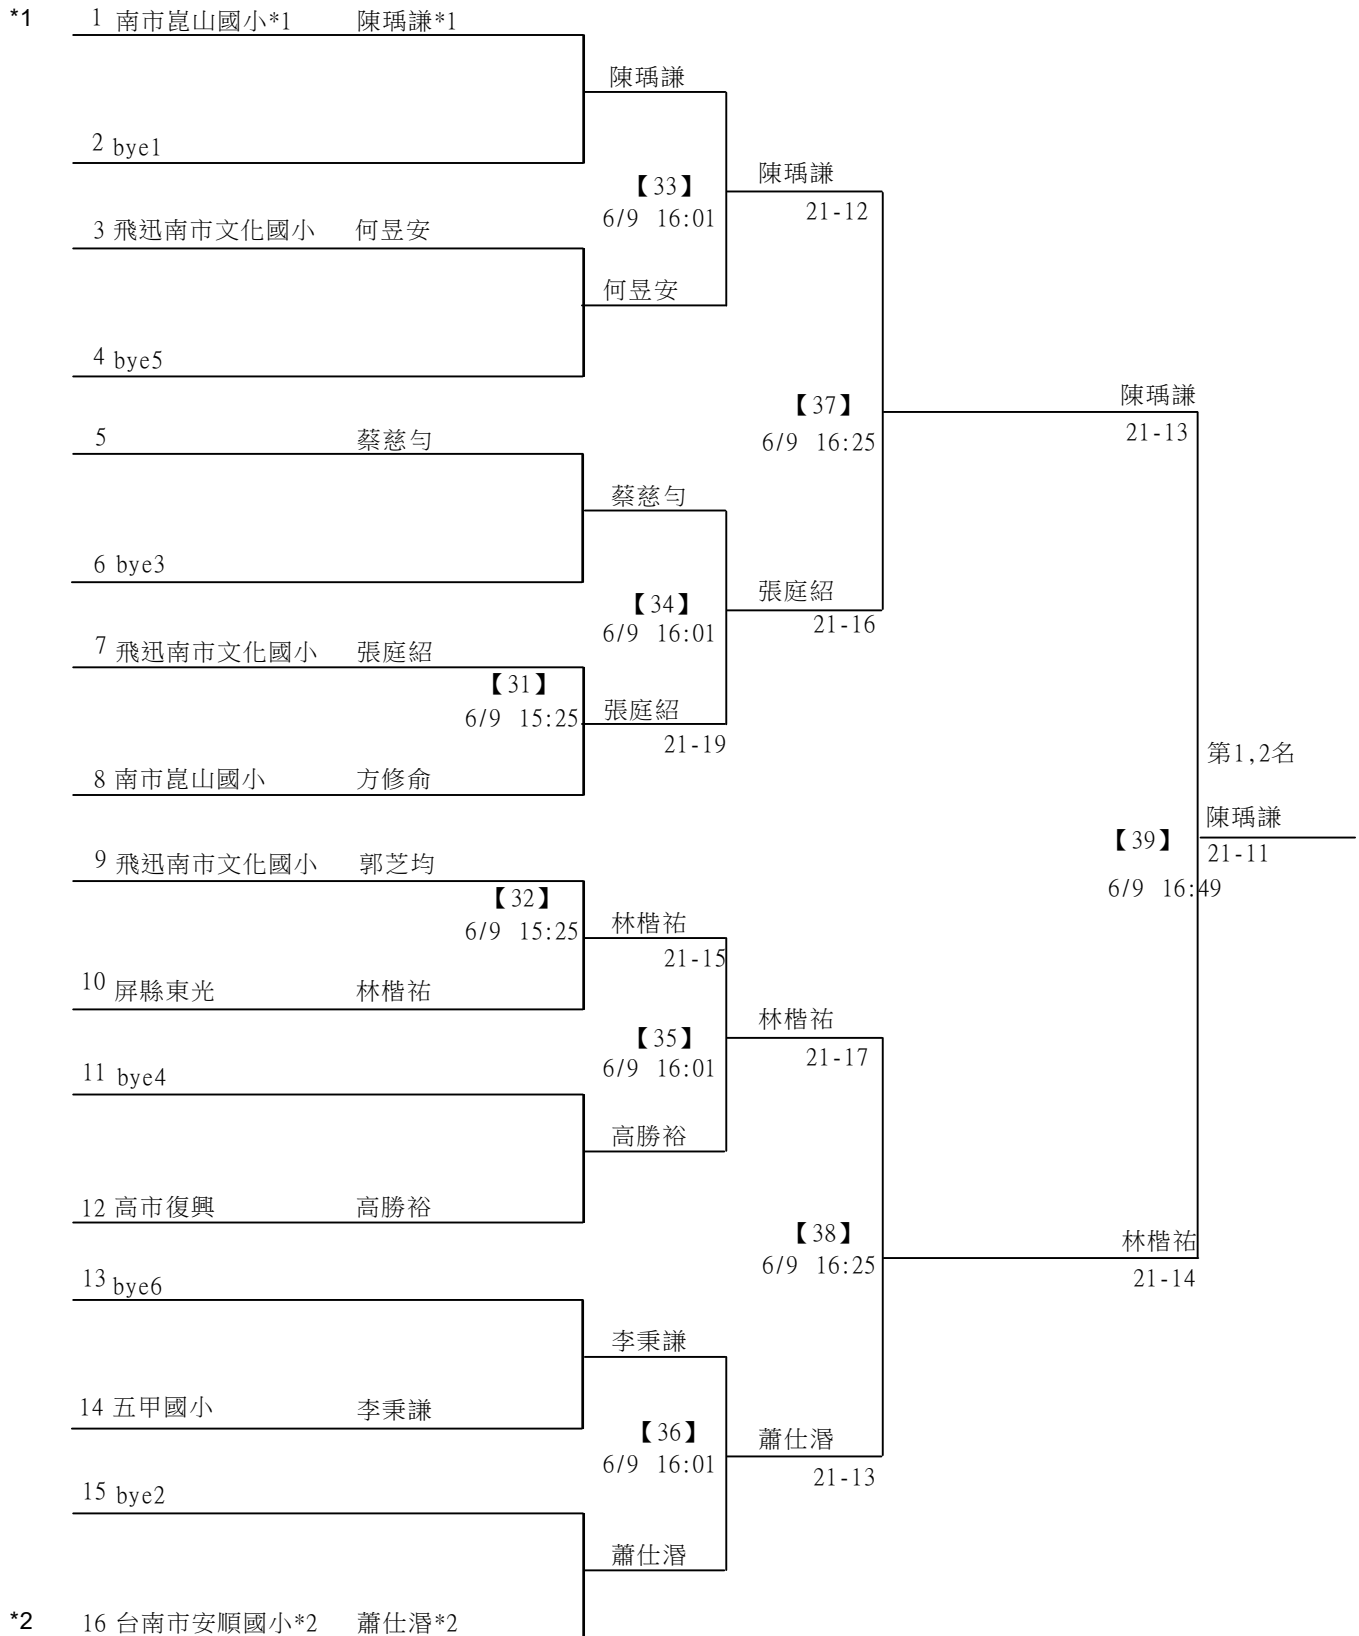 *1 1 南市崑山國小*1 陳瑀謙*1
陳瑀謙
2 bye1
陳瑀謙
【33】
21-12
6/9 16:01
3 飛迅南市文化國小 何昱安
何昱安
4 bye5
陳瑀謙
【37】
21-13
6/9 16:25
5 蔡慈勻
蔡慈勻
6 bye3
張庭紹
【34】
21-16
6/9 16:01
7 飛迅南市文化國小 張庭紹
【31】
張庭紹
6/9 15:25
21-19
第1,2名
8 南市崑山國小 方修俞
陳瑀謙
【39】
21-11
6/9 16:49
9 飛迅南市文化國小 郭芝均
【32】
林楷祐
6/9 15:25
21-15
10 屏縣東光 林楷祐
林楷祐
【35】
21-17
6/9 16:01
11 bye4
高勝裕
12 高市復興 高勝裕
【38】
林楷祐
6/9 16:25
21-14
13 bye6
李秉謙
14 五甲國小 李秉謙
【36】
蕭仕湣
6/9 16:01
21-13
15 bye2
蕭仕湣
*2 16 台南市安順國小*2 蕭仕湣*2